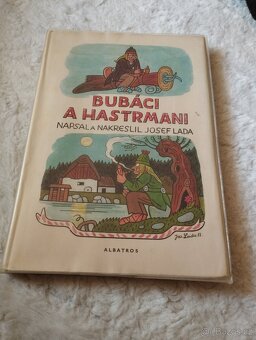 BUBÁCI
A HASTRMANI
NAPSAL A NAKRESLIL JOSEF LADA
ALBATROS